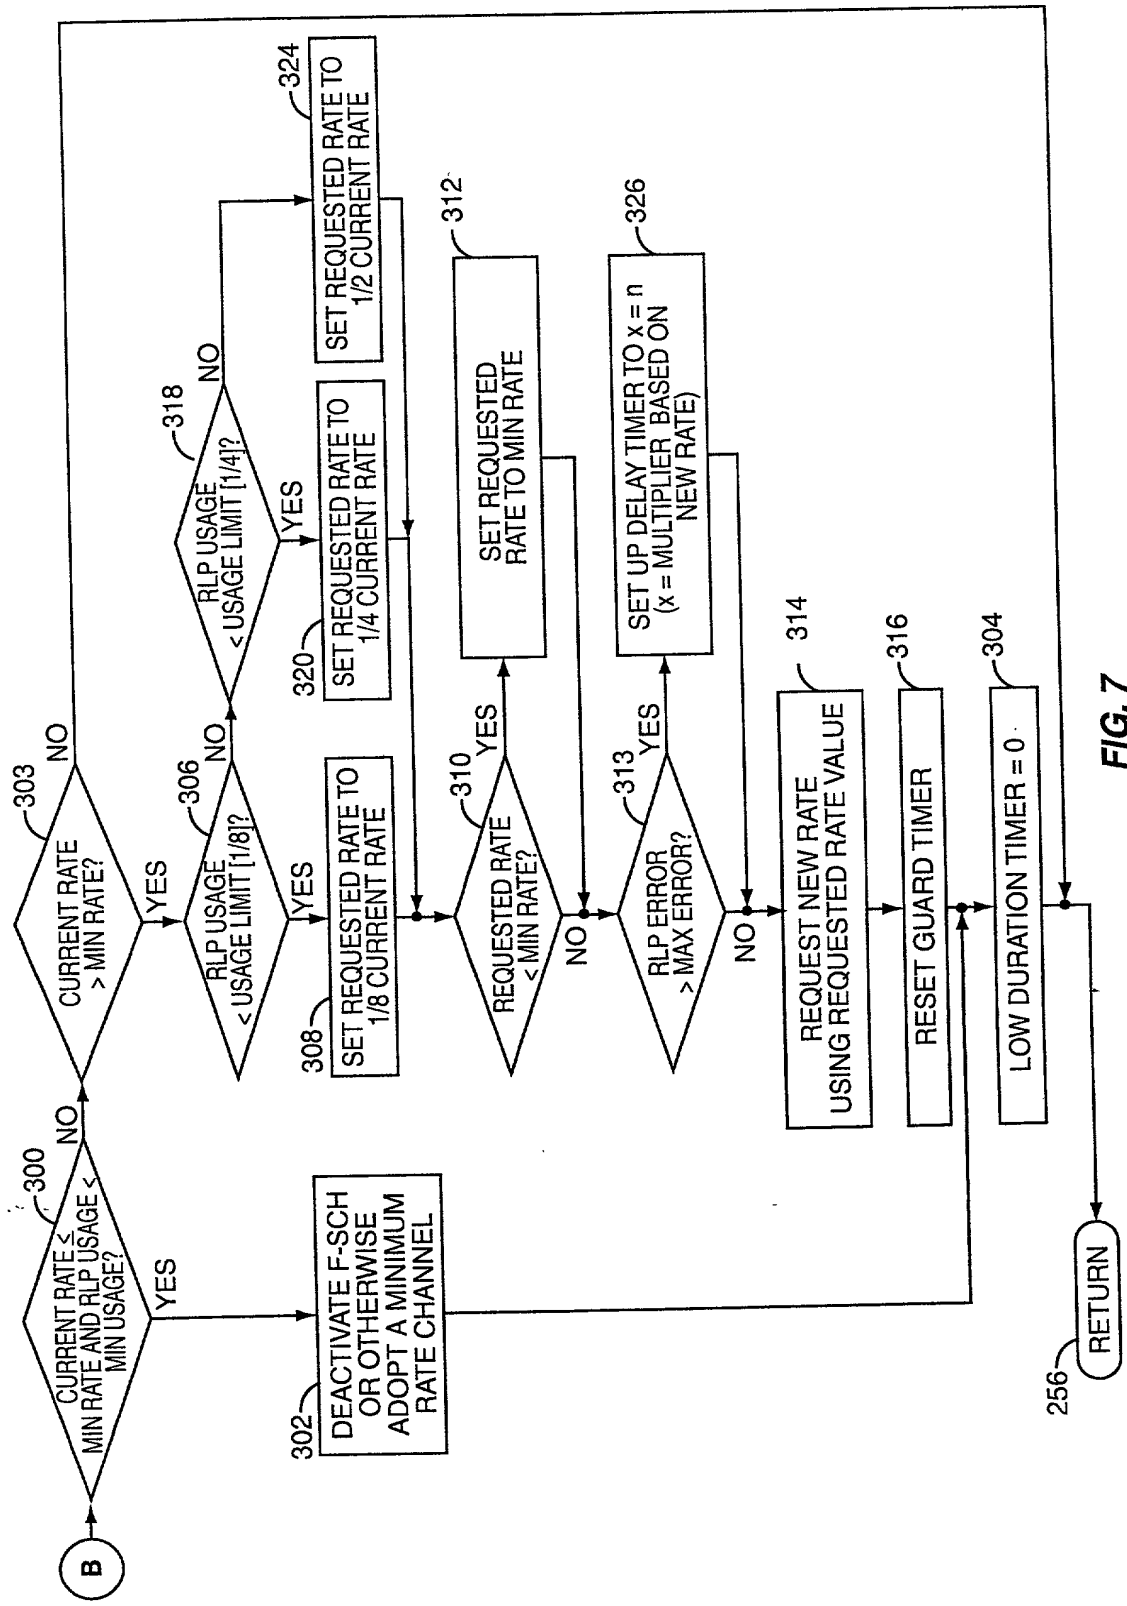 B
300
CURRENT RATE ≤
MIN RATE AND RLP USAGE <
MIN USAGE?
NO
YES
302
DEACTIVATE F-SCH
OR OTHERWISE
ADOPT A MINIMUM
RATE CHANNEL
303
CURRENT RATE
> MIN RATE?
NO
YES
306
RLP USAGE
< USAGE LIMIT [1/8]?
NO
YES
308
SET REQUESTED RATE TO
1/8 CURRENT RATE
318
RLP USAGE
< USAGE LIMIT [1/4]?
NO
YES
320
SET REQUESTED RATE TO
1/4 CURRENT RATE
324
SET REQUESTED RATE TO
1/2 CURRENT RATE
310
REQUESTED RATE
< MIN RATE?
YES
NO
312
SET REQUESTED
RATE TO MIN RATE
313
RLP ERROR
> MAX ERROR?
YES
NO
326
SET UP DELAY TIMER TO x = n
(x = MULTIPLIER BASED ON
NEW RATE)
314
REQUEST NEW RATE
USING REQUESTED RATE VALUE
316
RESET GUARD TIMER
304
LOW DURATION TIMER = 0
256
RETURN
FIG. 7